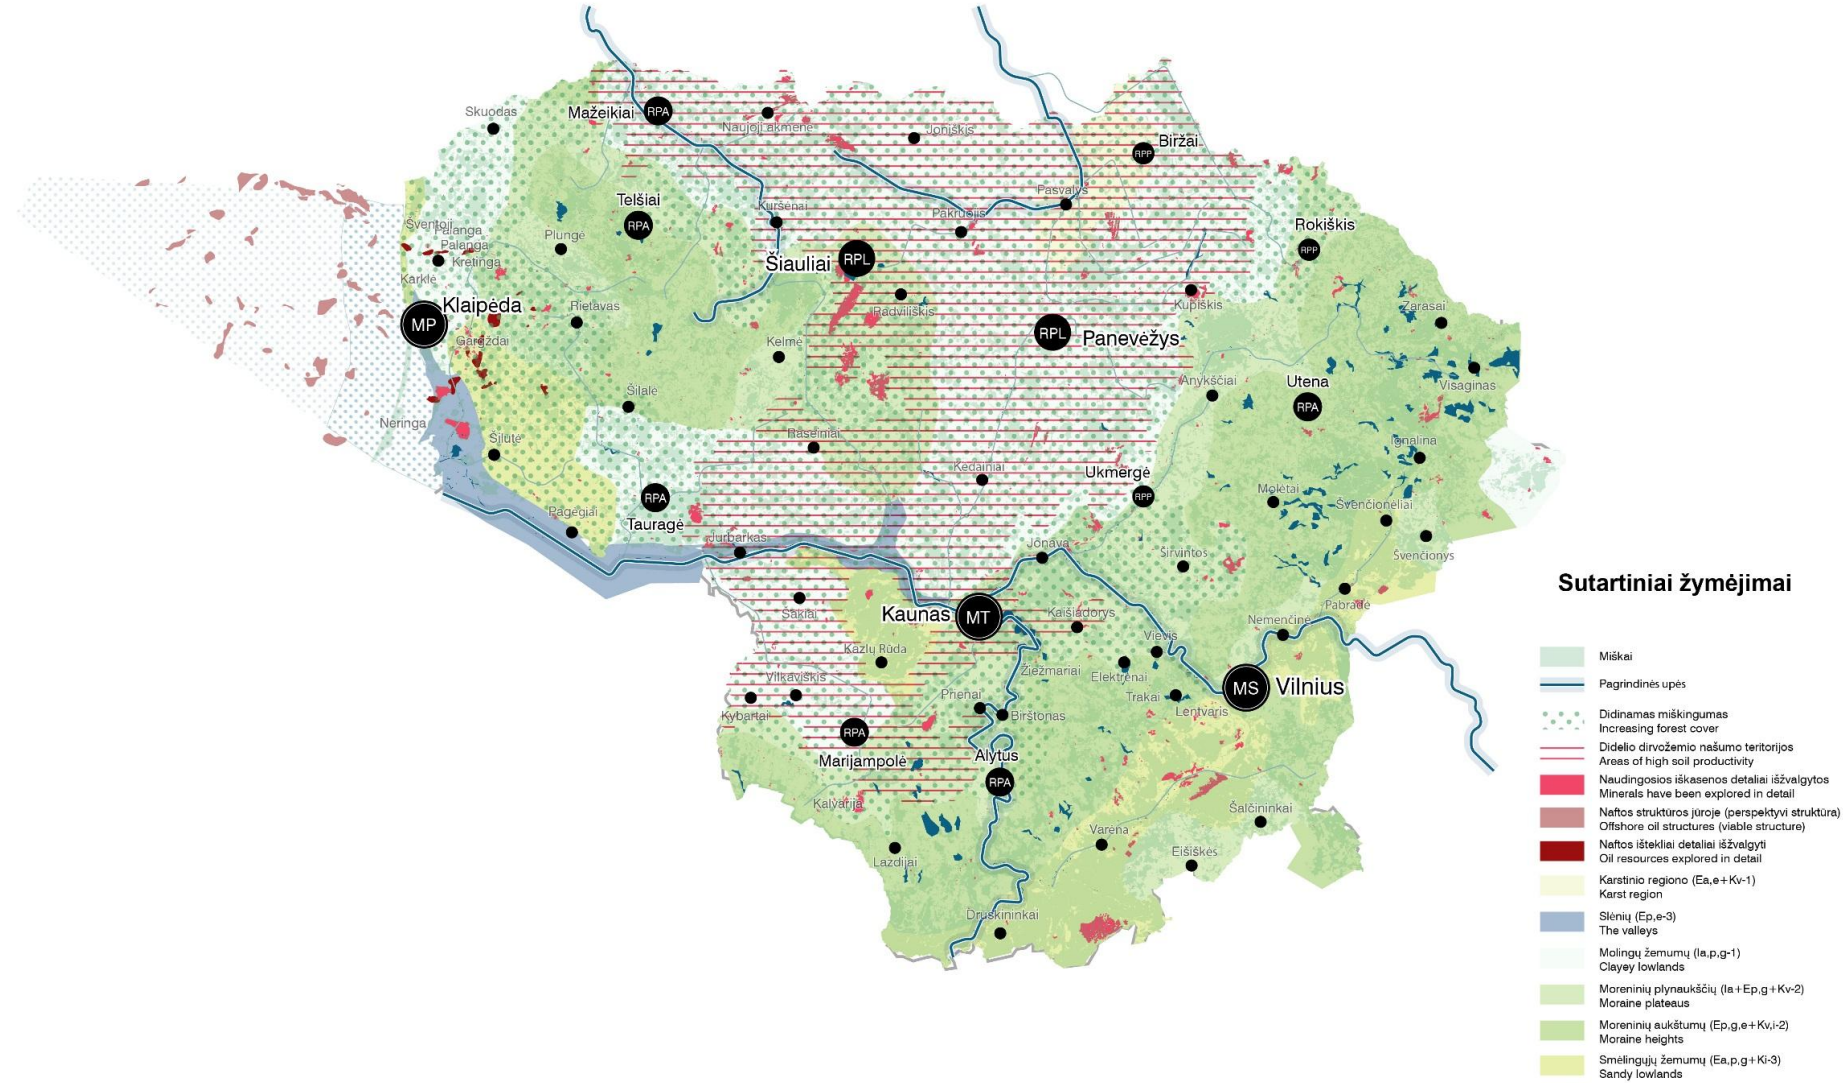 Skuodas
Mažeikiai
RPA
Naujoji akmenė
Joniškis
Biržai
RPP
Telšiai
RPA
Plungė
Kuršėnai
Pakruojis
Pasvalys
Rokiškis
RPP
Šventoji
Palanga
Palanga
Kretinga
Karklė
Šiauliai
RPL
Radviliškis
Kupiškis
Zarasai
Klaipėda
MP
Gargždai
Rietavas
Kelmė
RPL
Panevėžys
Anykščiai
Utena
RPA
Visaginas
Šilalė
Neringa
Šilutė
Raseiniai
Kėdainiai
Ukmergė
RPP
Ignalina
Molėtai
Švenčionėliai
Švenčionys
RPA
Tauragė
Pagėgiai
Jurbarkas
Jonava
Širvintos
Pabradė
Šakiai
Kaunas
MT
Kaišiadorys
Nemenčinė
Vievis
Kazlų Rūda
Žiežmariai
Elektrėnai
Vilkaviškis
Kybartai
Prienai
Birštonas
Trakai
Lentvaris
MS
Vilnius
RPA
Marijampolė
Alytus
RPA
Kalvarija
Šalčininkai
Varėna
Eišiškės
Lazdijai
Druskininkai
Sutartiniai žymėjimai
Miškai
Pagrindinės upės
Didinamas miškingumas
Increasing forest cover
Didelio dirvožemio našumo teritorijos
Areas of high soil productivity
Naudingosios iškasenos detaliai išžvalgytos
Minerals have been explored in detail
Naftos struktūros jūroje (perspektyvi struktūra)
Offshore oil structures (viable structure)
Naftos ištekliai detaliai išžvalgyti
Oil resources explored in detail
Karstinio regiono (Ea,e+Kv-1)
Karst region
Slėnių (Ep,e-3)
The valleys
Molingų žemumų (Ia,p,g-1)
Clayey lowlands
Moreninių plynaukščių (Ia+Ep,g+Kv-2)
Moraine plateaus
Moreninių aukštumų (Ep,g,e+Kv,i-2)
Moraine heights
Smėlingųjų žemumų (Ea,p,g+Ki-3)
Sandy lowlands